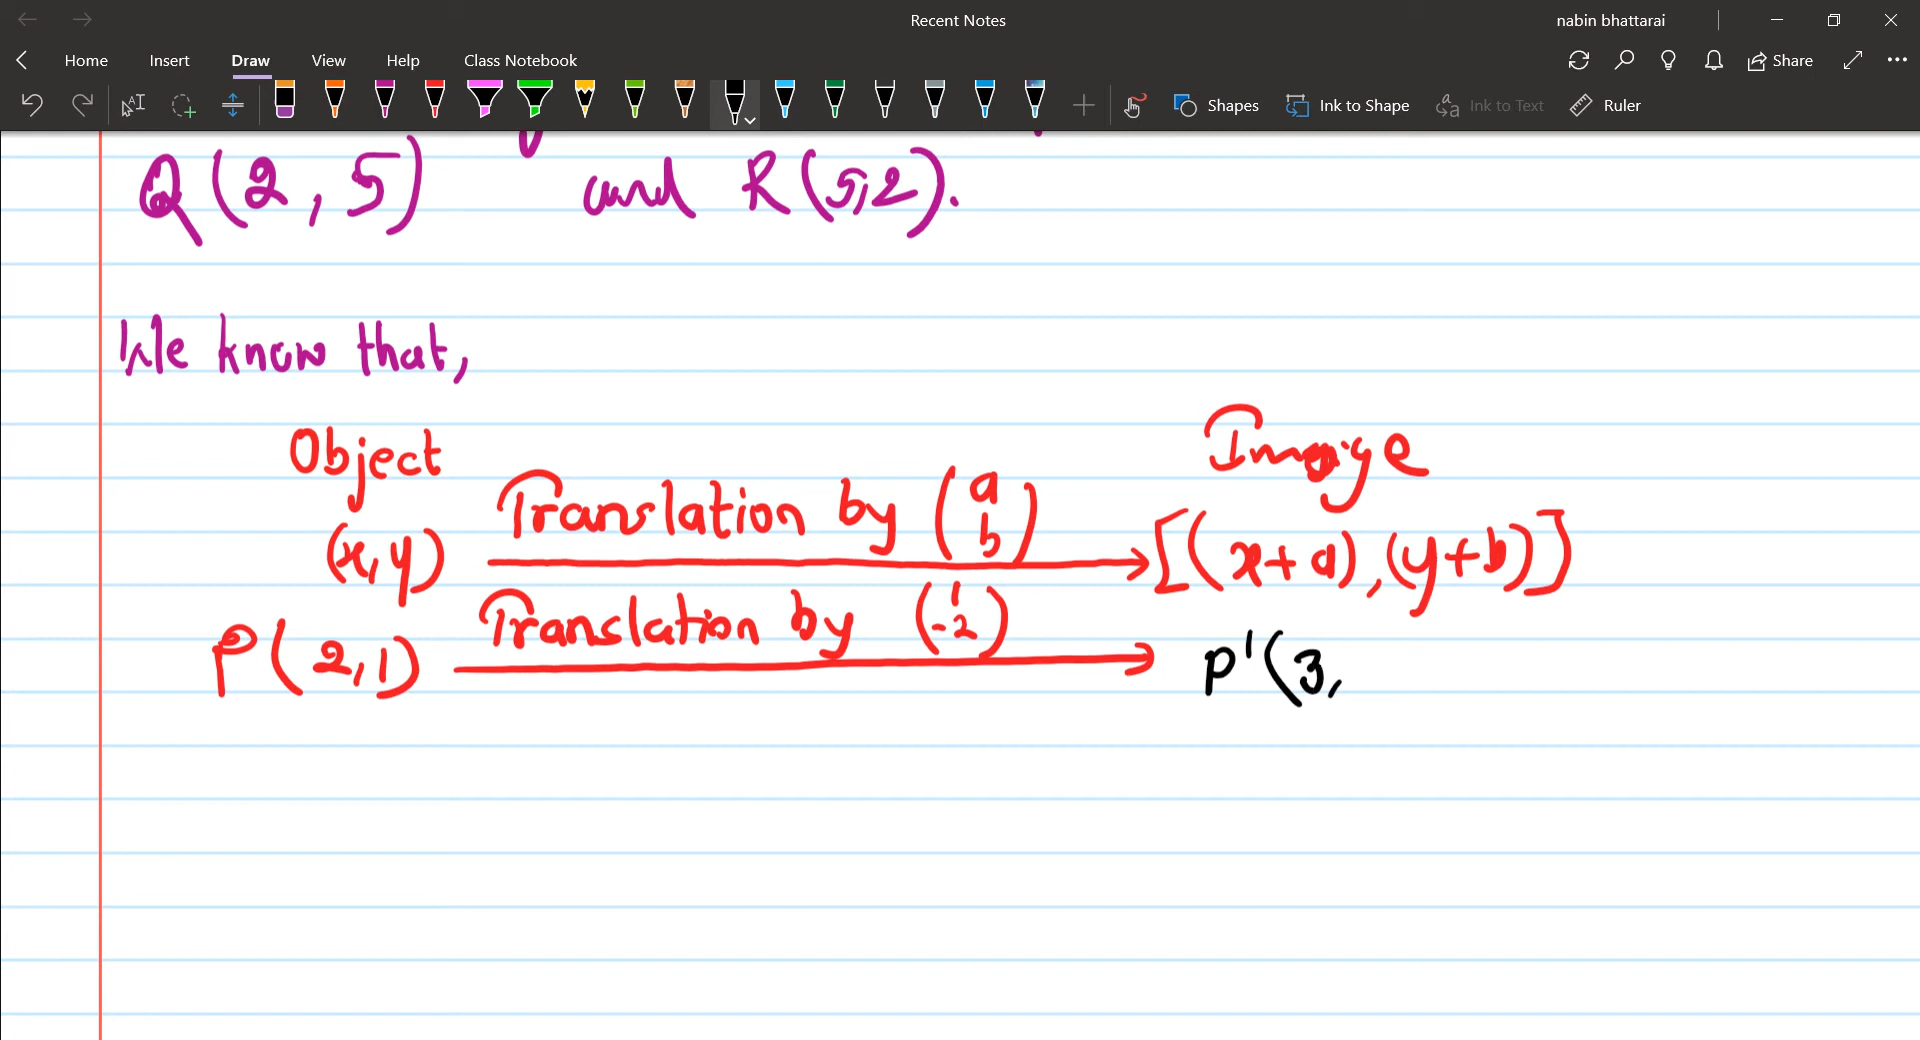 Recent Notes
nabin bhattarai
Home Insert Draw View Help Class Notebook
Share
Shapes Ink to Shape Ink to Text Ruler
Q(2,5) and R(5,2).
We know that,
Object Image
(x,y) Translation by (a b) → [(x+a),(y+b)]
P(2,1) Translation by (1 -2) → P'(3,